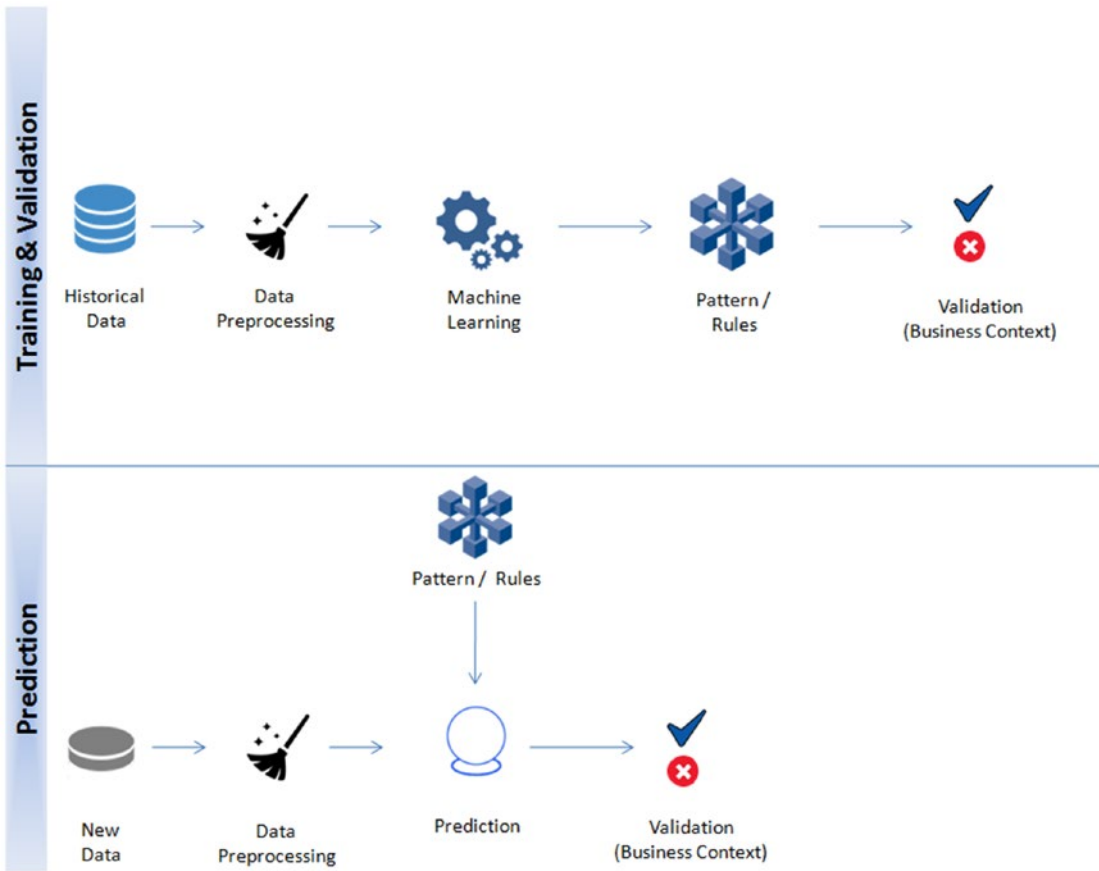 Training & Validation
Historical
Data
Data
Preprocessing
Machine
Learning
Pattern /
Rules
Validation
(Business Context)
Prediction
Pattern / Rules
New
Data
Data
Preprocessing
Prediction
Validation
(Business Context)